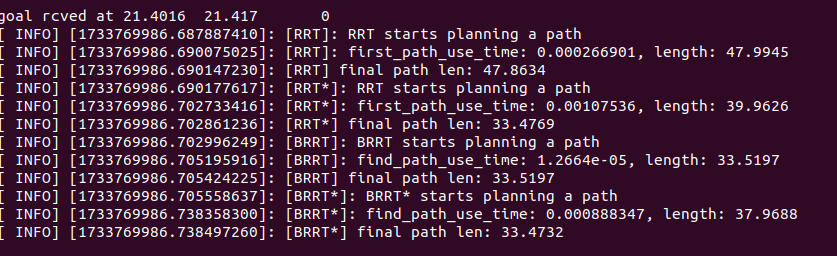 goal rcved at 21.4016  21.417      0
[ INFO] [1733769986.687887410]: [RRT]: RRT starts planning a path
[ INFO] [1733769986.690075025]: [RRT]: first_path_use_time: 0.000266901, length: 47.9945
[ INFO] [1733769986.690147230]: [RRT] final path len: 47.8634
[ INFO] [1733769986.690177617]: [RRT*]: RRT starts planning a path
[ INFO] [1733769986.702733416]: [RRT*]: first_path_use_time: 0.00107536, length: 39.9626
[ INFO] [1733769986.702861236]: [RRT*] final path len: 33.4769
[ INFO] [1733769986.702996249]: [BRRT]: BRRT starts planning a path
[ INFO] [1733769986.705195916]: [BRRT]: find_path_use_time: 1.2664e-05, length: 33.5197
[ INFO] [1733769986.705424225]: [BRRT] final path len: 33.5197
[ INFO] [1733769986.705558637]: [BRRT*]: BRRT* starts planning a path
[ INFO] [1733769986.738358300]: [BRRT*]: find_path_use_time: 0.000888347, length: 37.9688
[ INFO] [1733769986.738497260]: [BRRT*] final path len: 33.4732